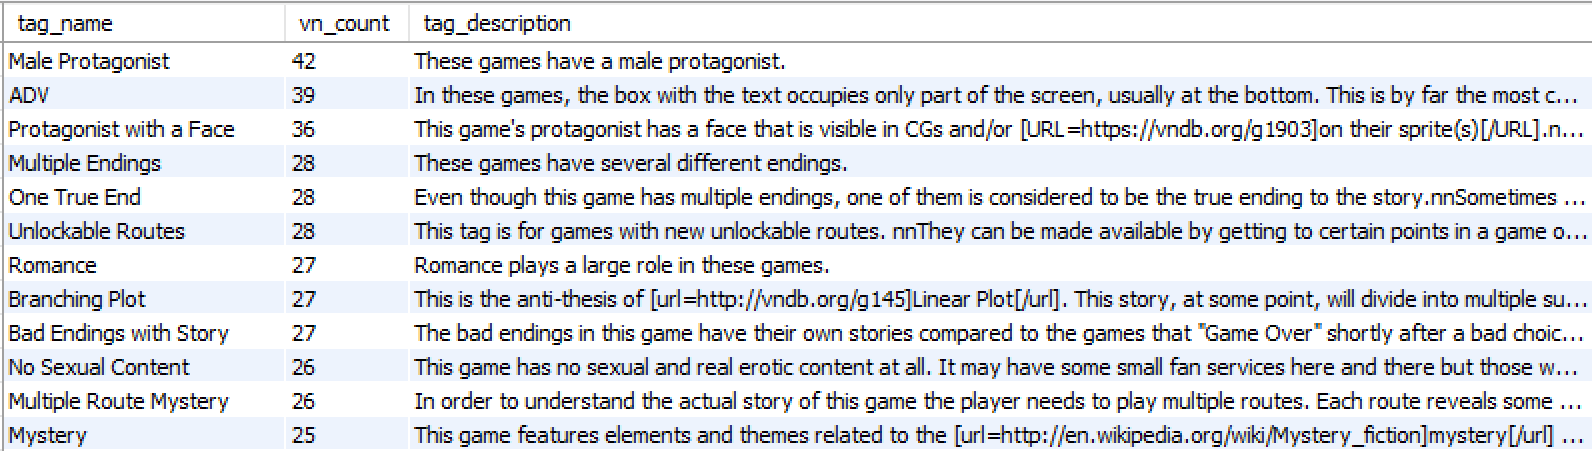 tag_name vn_count tag_description
Male Protagonist 42 These games have a male protagonist.
ADV 39 In these games, the box with the text occupies only part of the screen, usually at the bottom. This is by far the most c...
Protagonist with a Face 36 This game's protagonist has a face that is visible in CGs and/or [URL=https://vndb.org/g1903]on their sprite(s)[/URL].n...
Multiple Endings 28 These games have several different endings.
One True End 28 Even though this game has multiple endings, one of them is considered to be the true ending to the story.nnSometimes ...
Unlockable Routes 28 This tag is for games with new unlockable routes. nnThey can be made available by getting to certain points in a game o...
Romance 27 Romance plays a large role in these games.
Branching Plot 27 This is the anti-thesis of [url=http://vndb.org/g145]Linear Plot[/url]. This story, at some point, will divide into multiple su...
Bad Endings with Story 27 The bad endings in this game have their own stories compared to the games that "Game Over" shortly after a bad choic...
No Sexual Content 26 This game has no sexual and real erotic content at all. It may have some small fan services here and there but those w...
Multiple Route Mystery 26 In order to understand the actual story of this game the player needs to play multiple routes. Each route reveals some ...
Mystery 25 This game features elements and themes related to the [url=http://en.wikipedia.org/wiki/Mystery_fiction]mystery[/url] ...